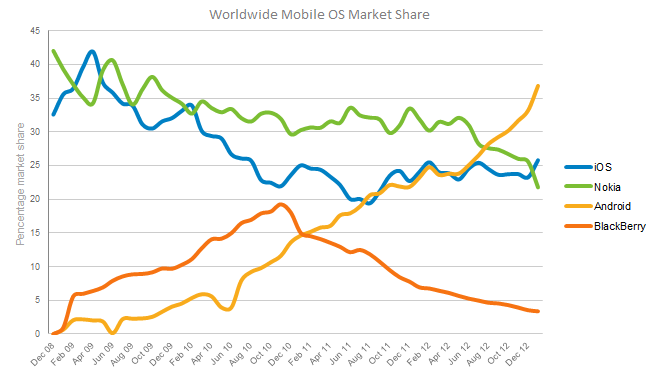 Worldwide Mobile OS Market Share
Pencentage market share
45
40
35
30
25
20
15
10
5
0
Dec 08
Feb 09
Apr 09
Jun 09
Aug 09
Oct 09
Dec 09
Feb 10
Apr 10
Jun 10
Aug 10
Oct 10
Dec 10
Feb 11
Apr 11
Jun 11
Aug 11
Oct 11
Dec 11
Feb 12
Apr 12
Jun 12
Aug 12
Oct 12
Dec 12
iOS
Nokia
Android
BlackBerry